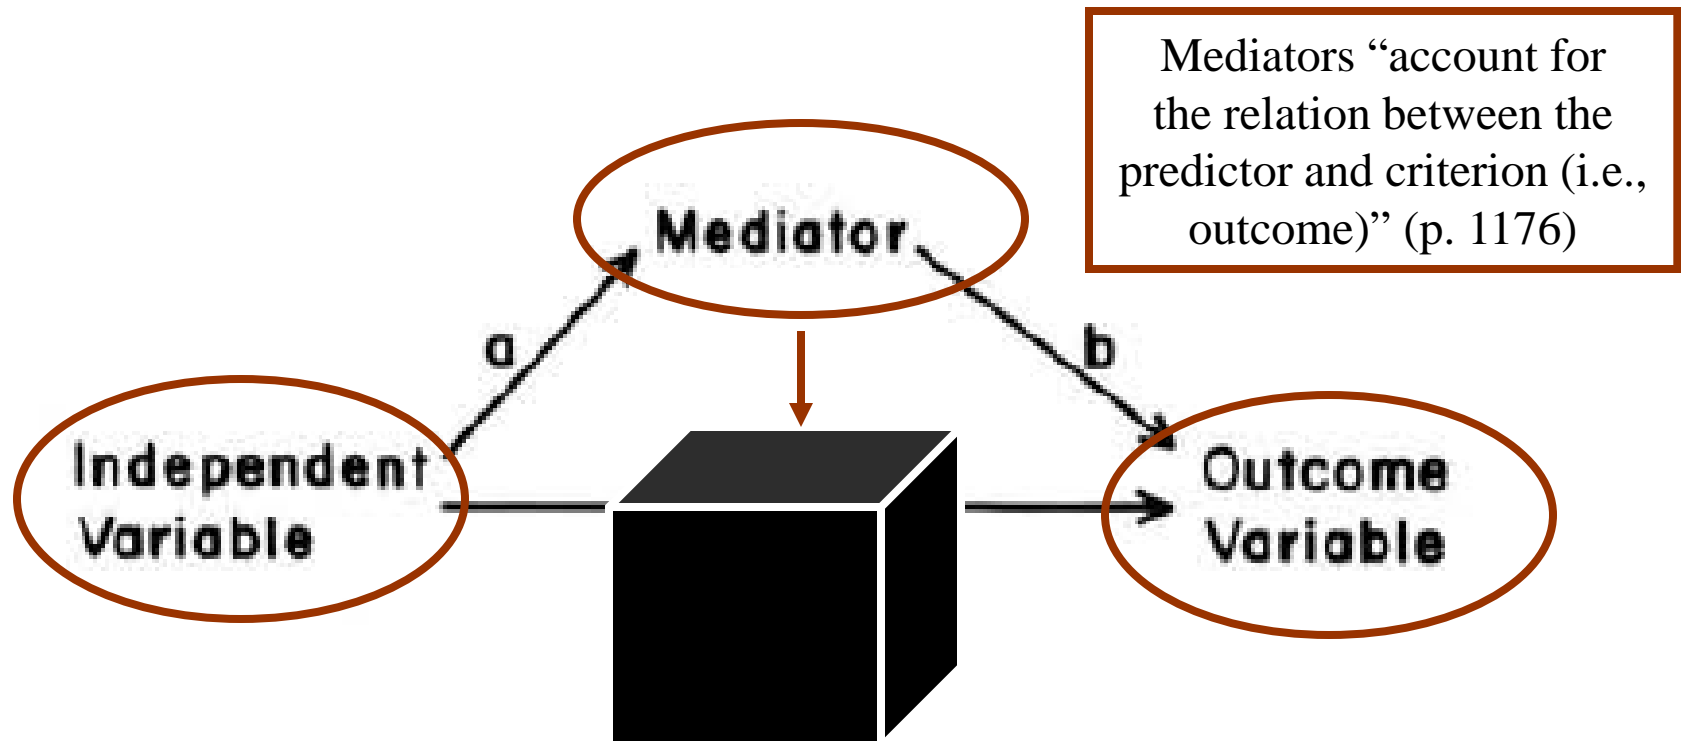 Mediators “account for
the relation between the
predictor and criterion (i.e.,
outcome)” (p. 1176)
Mediator
a
b
Independent
Variable
Outcome
Variable